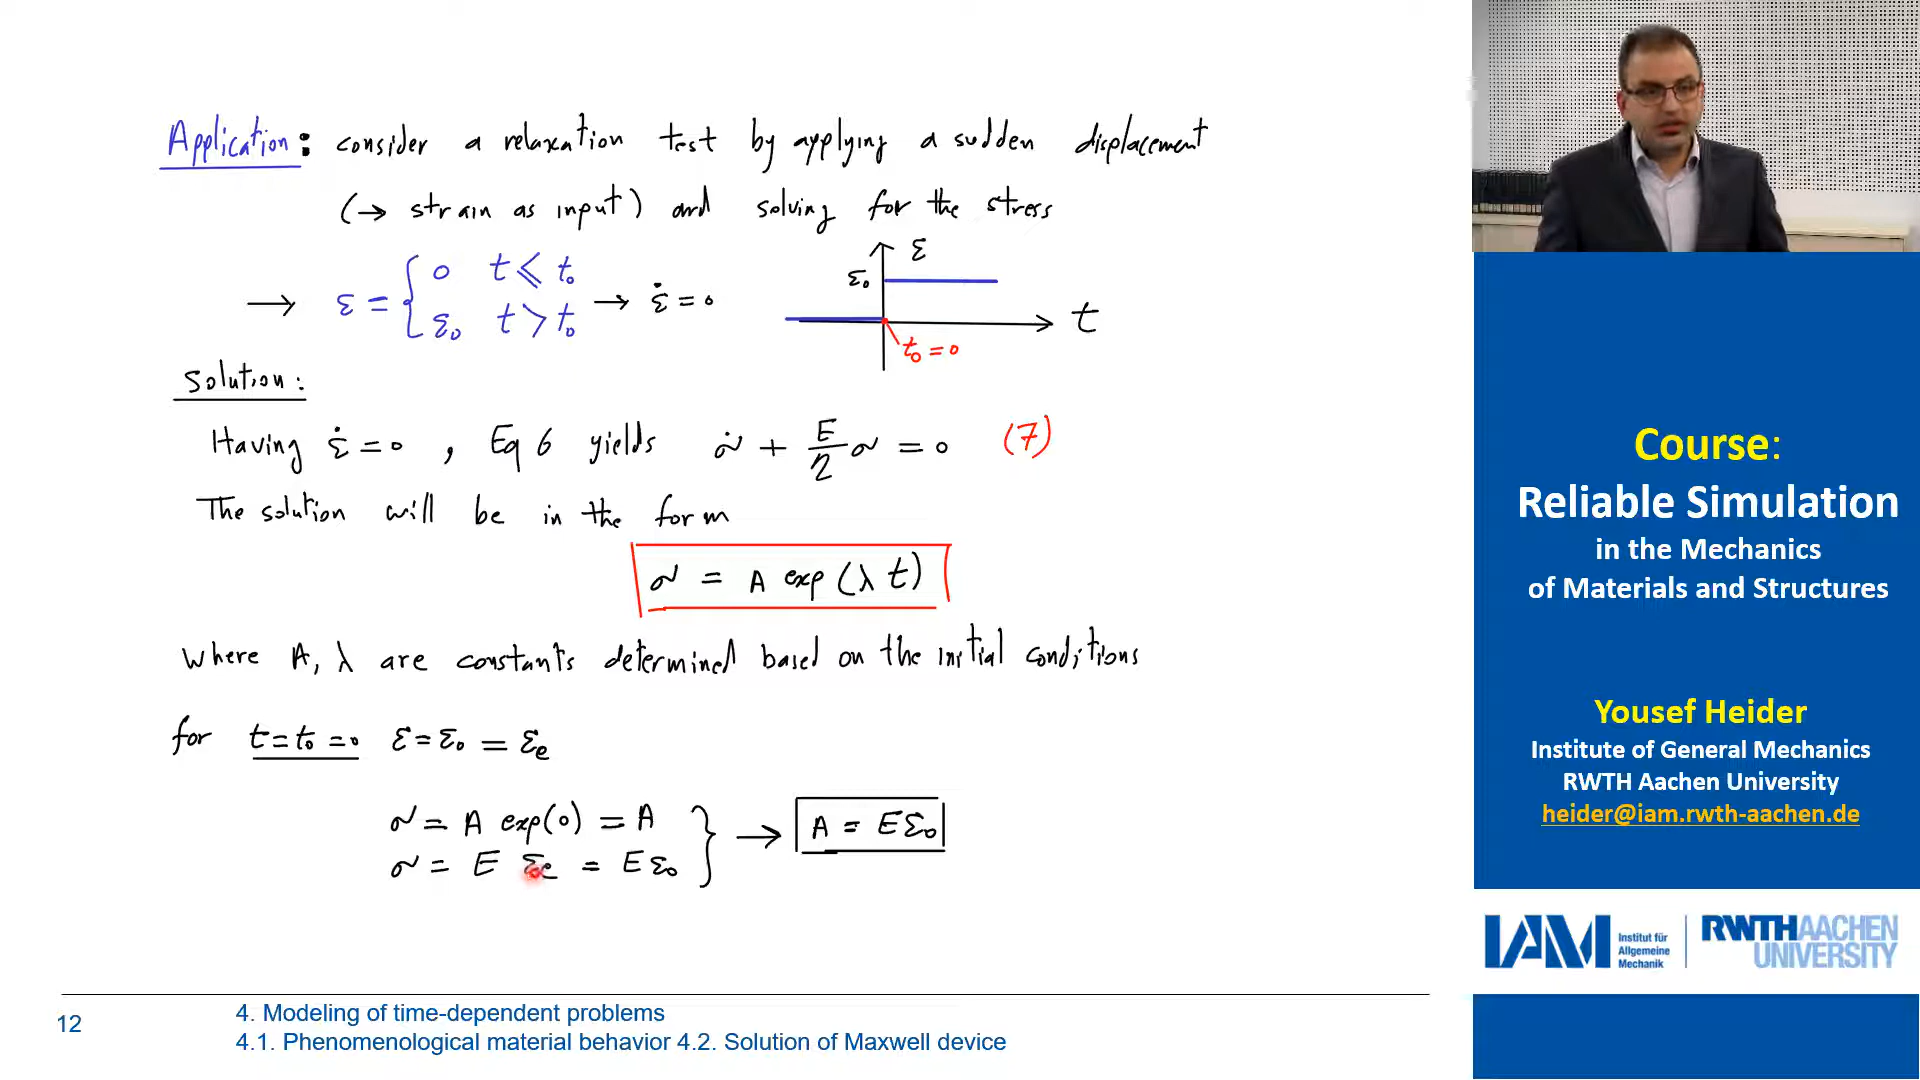 Application: consider a relaxation test by applying a sudden displacement
(→ strain as input) and solving for the stress
→ ε = { 0 t ⩽ t₀
ε₀ t > t₀ → ε̇ = 0
ε
ε₀
t
t₀ = 0
Solution:
Having ε̇ = 0 , Eq 6 yields σ̇ + E/η σ = 0 (7)
The solution will be in the form
σ = A exp(λ t)
where A, λ are constants determined based on the initial conditions
for t = t₀ = 0 ε = ε₀ = εₑ
σ = A exp(0) = A
σ = E εₑ = E ε₀
} → A = E ε₀
12
4. Modeling of time-dependent problems
4.1. Phenomenological material behavior 4.2. Solution of Maxwell device
Course:
Reliable Simulation
in the Mechanics
of Materials and Structures
Yousef Heider
Institute of General Mechanics
RWTH Aachen University
heider@iam.rwth-aachen.de
IAM Institut für
Allgemeine
Mechanik
RWTH AACHEN
UNIVERSITY